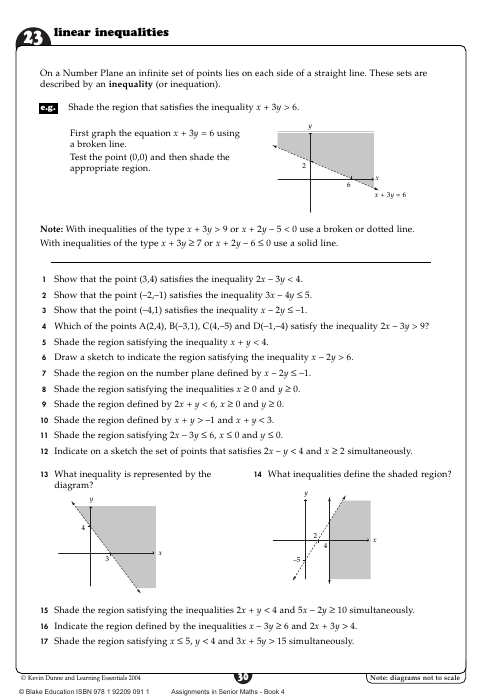 23 linear inequalities
On a Number Plane an infinite set of points lies on each side of a straight line. These sets are
described by an inequality (or inequation).
e.g. Shade the region that satisfies the inequality x + 3y > 6.
First graph the equation x + 3y = 6 using
a broken line.
Test the point (0,0) and then shade the
appropriate region.
y
2
6
x
x + 3y = 6
Note: With inequalities of the type x + 3y > 9 or x + 2y − 5 < 0 use a broken or dotted line.
With inequalities of the type x + 3y ≥ 7 or x + 2y − 6 ≤ 0 use a solid line.
1 Show that the point (3,4) satisfies the inequality 2x − 3y < 4.
2 Show that the point (−2,−1) satisfies the inequality 3x − 4y ≤ 5.
3 Show that the point (−4,1) satisfies the inequality x − 2y ≤ −1.
4 Which of the points A(2,4), B(−3,1), C(4,−5) and D(−1,−4) satisfy the inequality 2x − 3y > 9?
5 Shade the region satisfying the inequality x + y < 4.
6 Draw a sketch to indicate the region satisfying the inequality x − 2y > 6.
7 Shade the region on the number plane defined by x − 2y ≤ −1.
8 Shade the region satisfying the inequalities x ≥ 0 and y ≥ 0.
9 Shade the region defined by 2x + y < 6, x ≥ 0 and y ≥ 0.
10 Shade the region defined by x + y > −1 and x + y < 3.
11 Shade the region satisfying 2x − 3y ≤ 6, x ≤ 0 and y ≤ 0.
12 Indicate on a sketch the set of points that satisfies 2x − y < 4 and x ≥ 2 simultaneously.
13 What inequality is represented by the
diagram?
y
4
3
x
14 What inequalities define the shaded region?
y
2
4
x
−5
15 Shade the region satisfying the inequalities 2x + y < 4 and 5x − 2y ≥ 10 simultaneously.
16 Indicate the region defined by the inequalities x − 3y ≥ 6 and 2x + 3y > 4.
17 Shade the region satisfying x ≤ 5, y < 4 and 3x + 5y > 15 simultaneously.
© Kevin Dunne and Learning Essentials 2004
30
Note: diagrams not to scale
© Blake Education ISBN 978 1 92209 091 1 Assignments in Senior Maths - Book 4